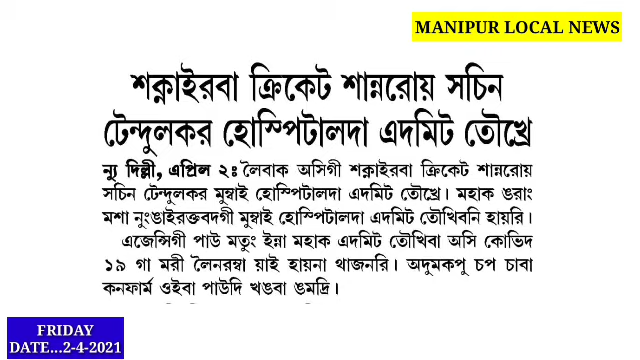 MANIPUR LOCAL NEWS
শক্নাইরবা ক্রিকেট শান্নরোয় সচিন
টেন্দুলকর হোস্পিটালদা এদমিট তৌখ্রে
ন্যু দিল্লী, এপ্রিল ২ঃ লৈবাক অসিগী শক্নাইরবা ক্রিকেট শান্নরোয়
সচিন টেন্দুলকর মুম্বাই হোস্পিটালদা এদমিট তৌখ্রে। মহাক ঙরাং
মশা নুংঙাইরক্তবদগী মুম্বাই হোস্পিটালদা এদমিট তৌখিবনি হায়রি।
এজেন্সিগী পাউ মতুং ইন্না মহাক এদমিট তৌখিবা অসি কোভিদ
১৯ গা মরী লৈনরম্বা য়াই হায়না থাজনরি। অদুমকপু চপ চাবা
কনফার্ম ওইবা পাউদি খঙবা ঙমদ্রি।
FRIDAY
DATE...2-4-2021